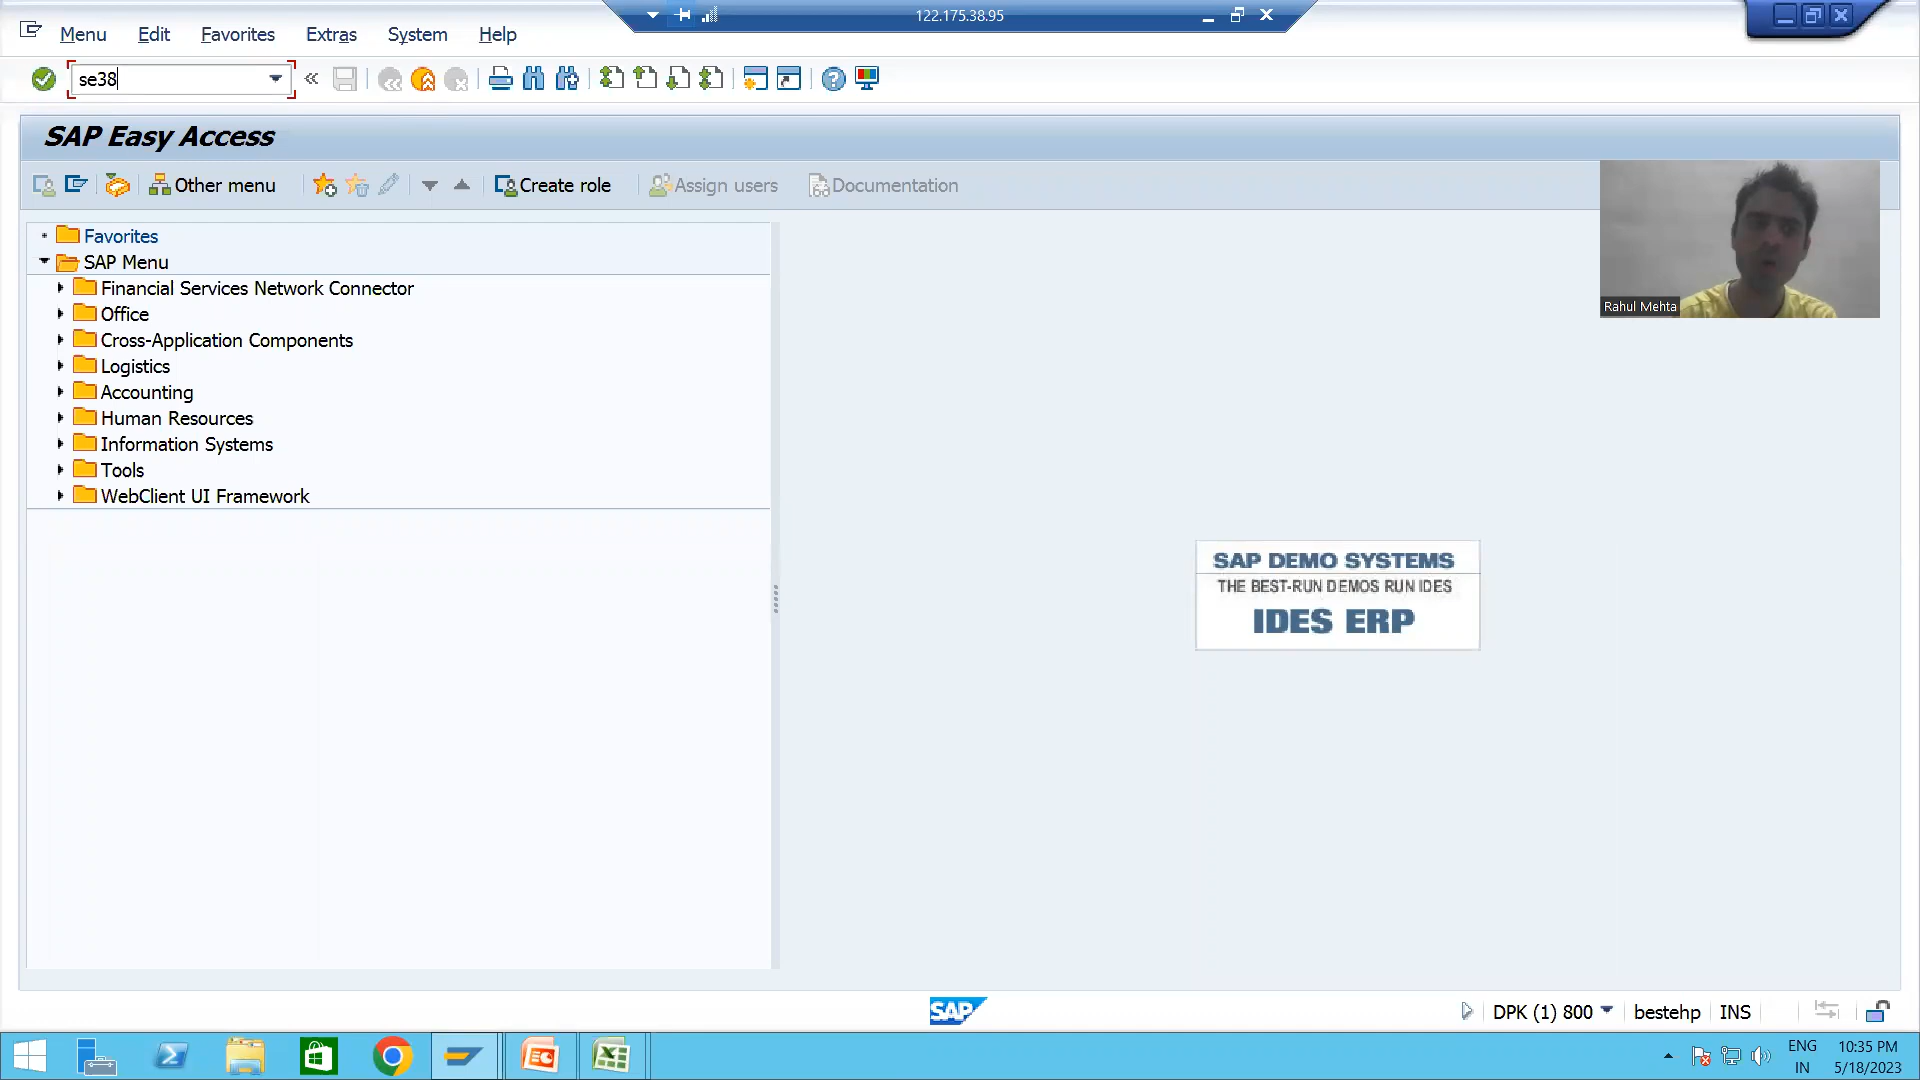 122.175.38.95
Menu Edit Favorites Extras System Help
se38
SAP Easy Access
Other menu Create role Assign users Documentation
Favorites
SAP Menu
Financial Services Network Connector
Office
Cross-Application Components
Logistics
Accounting
Human Resources
Information Systems
Tools
WebClient UI Framework
Rahul Mehta
SAP DEMO SYSTEMS
THE BEST-RUN DEMOS RUN IDES
IDES ERP
SAP
DPK (1) 800 bestehp INS
ENG 10:35 PM
IN 5/18/2023